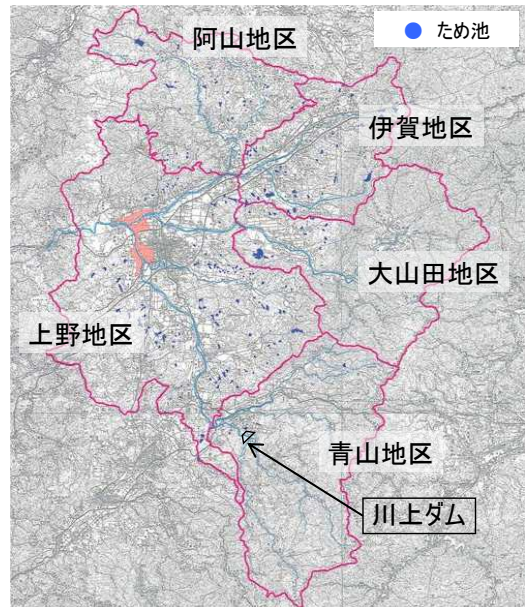 阿山地区
ため池
伊賀地区
大山田地区
上野地区
青山地区
川上ダム